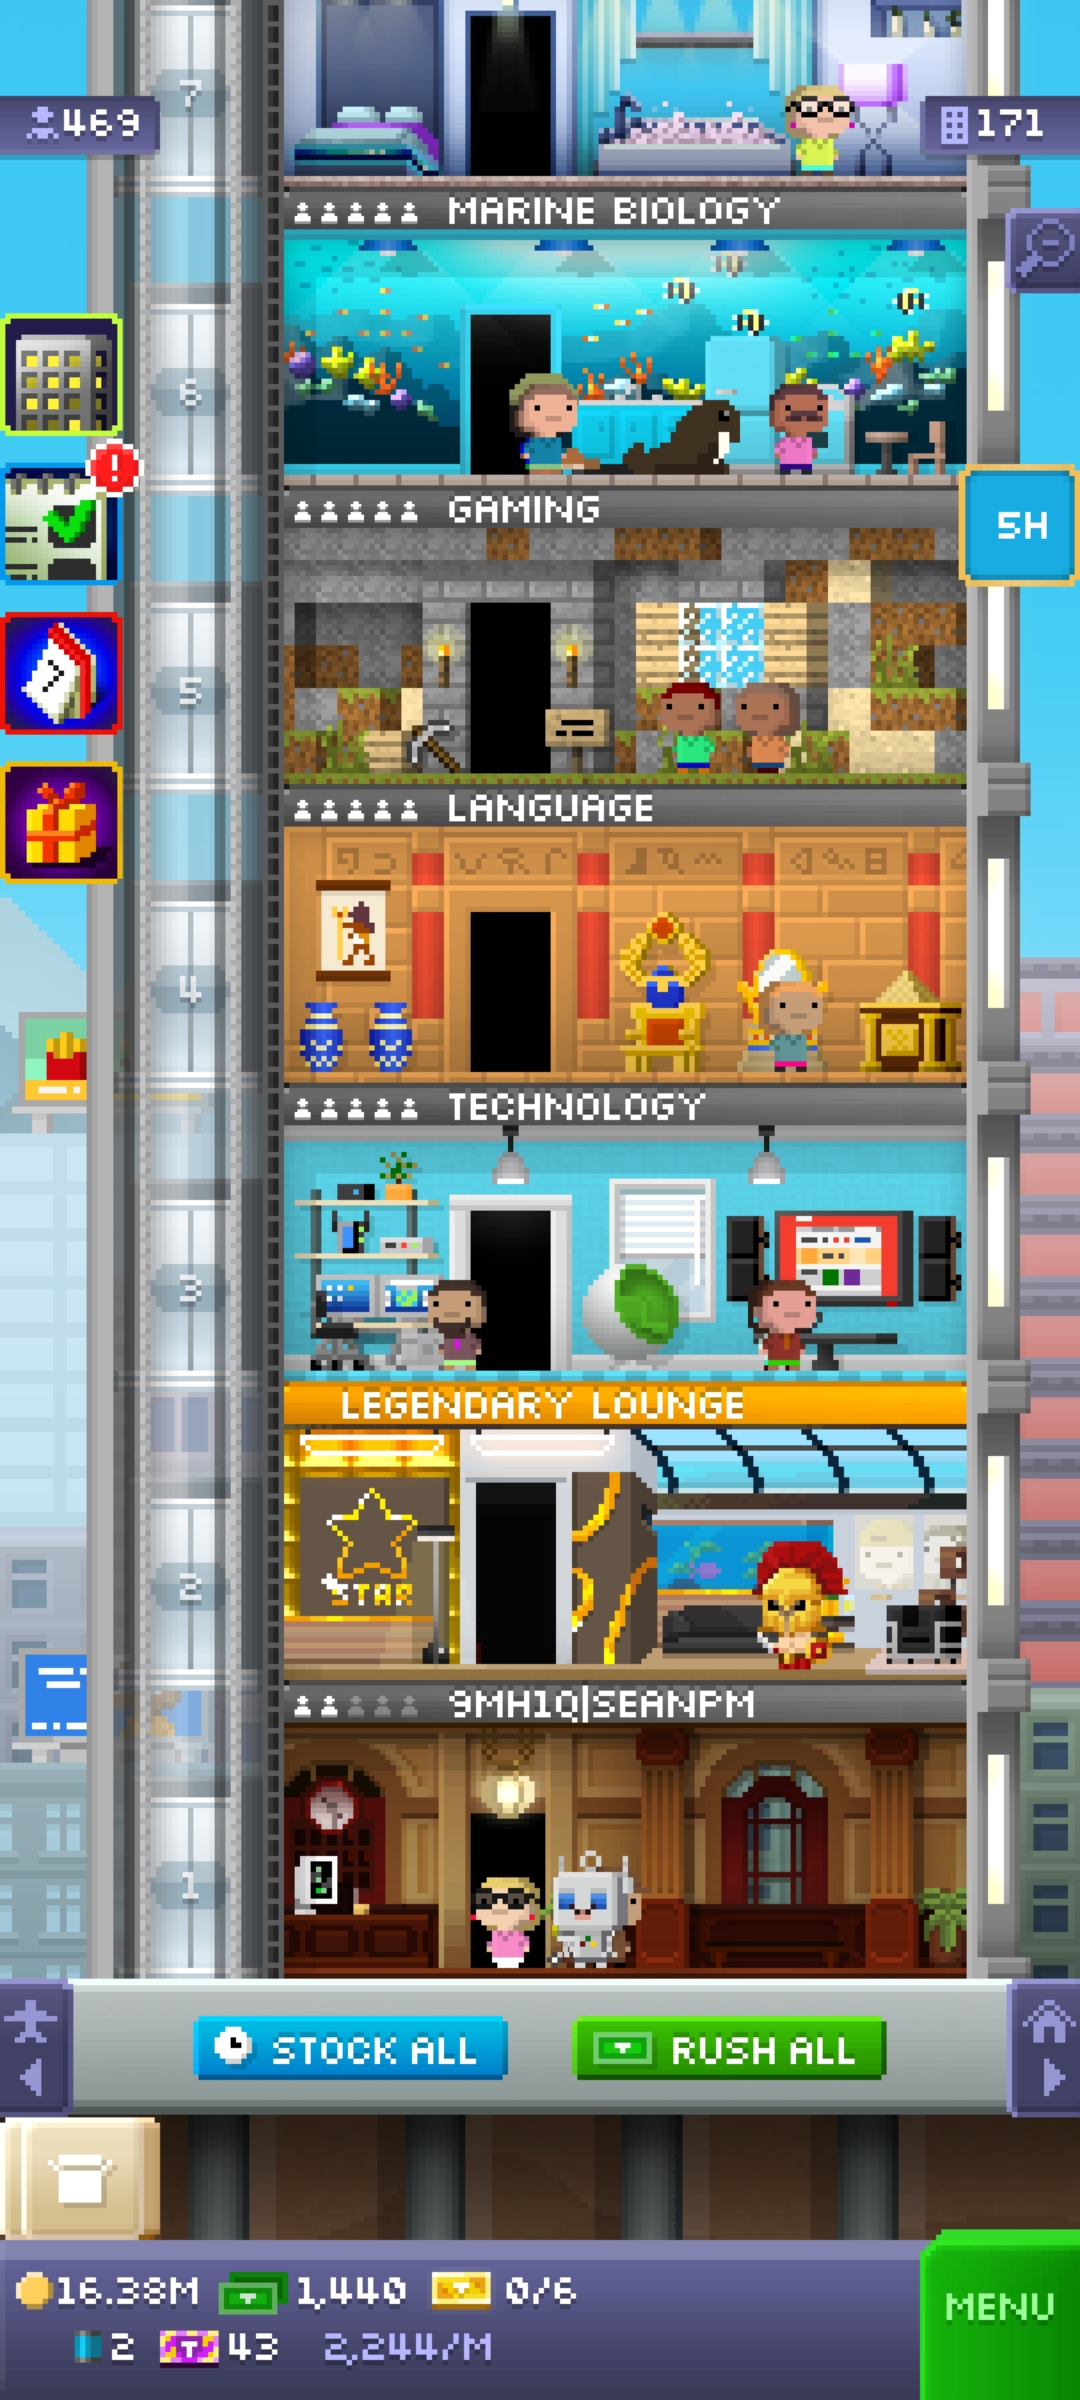 7
469
171
MARINE BIOLOGY
6
GAMING
5H
5
LANGUAGE
4
TECHNOLOGY
3
LEGENDARY LOUNGE
STAR
2
9MH1Q|SEANPM
1
STOCK ALL
RUSH ALL
16.38M 1,440 0/6
2 43 2,244/M
MENU